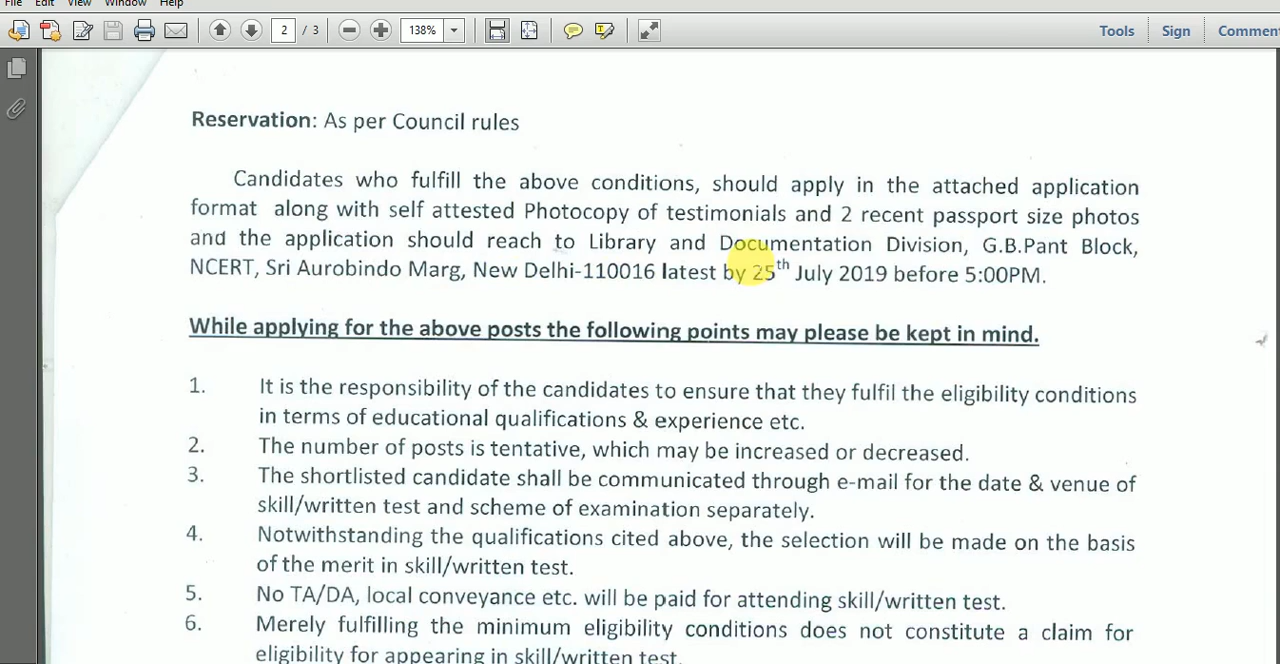 File Edit View Window Help
2 / 3 138% Tools Sign Comment
Reservation: As per Council rules
Candidates who fulfill the above conditions, should apply in the attached application
format along with self attested Photocopy of testimonials and 2 recent passport size photos
and the application should reach to Library and Documentation Division, G.B.Pant Block,
NCERT, Sri Aurobindo Marg, New Delhi-110016 latest by 25th July 2019 before 5:00PM.
While applying for the above posts the following points may please be kept in mind.
1. It is the responsibility of the candidates to ensure that they fulfil the eligibility conditions
in terms of educational qualifications & experience etc.
2. The number of posts is tentative, which may be increased or decreased.
3. The shortlisted candidate shall be communicated through e-mail for the date & venue of
skill/written test and scheme of examination separately.
4. Notwithstanding the qualifications cited above, the selection will be made on the basis
of the merit in skill/written test.
5. No TA/DA, local conveyance etc. will be paid for attending skill/written test.
6. Merely fulfilling the minimum eligibility conditions does not constitute a claim for
eligibility for appearing in skill/written test.